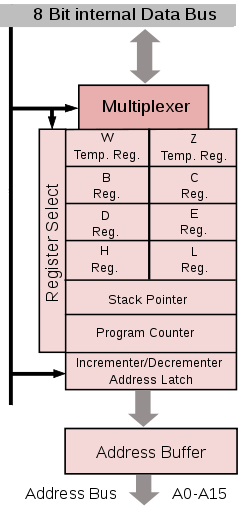 8 Bit internal Data Bus
Multiplexer
Register Select
W Z
Temp. Reg. Temp. Reg.
B C
Reg. Reg.
D E
Reg. Reg.
H L
Reg. Reg.
Stack Pointer
Program Counter
Incrementer/Decrementer
Address Latch
Address Buffer
Address Bus A0-A15